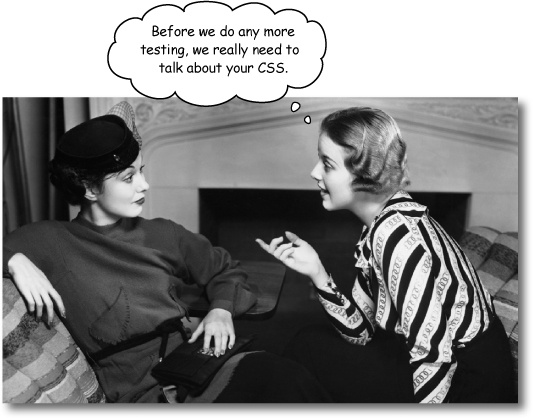 Before we do any more
testing, we really need to
talk about your CSS.